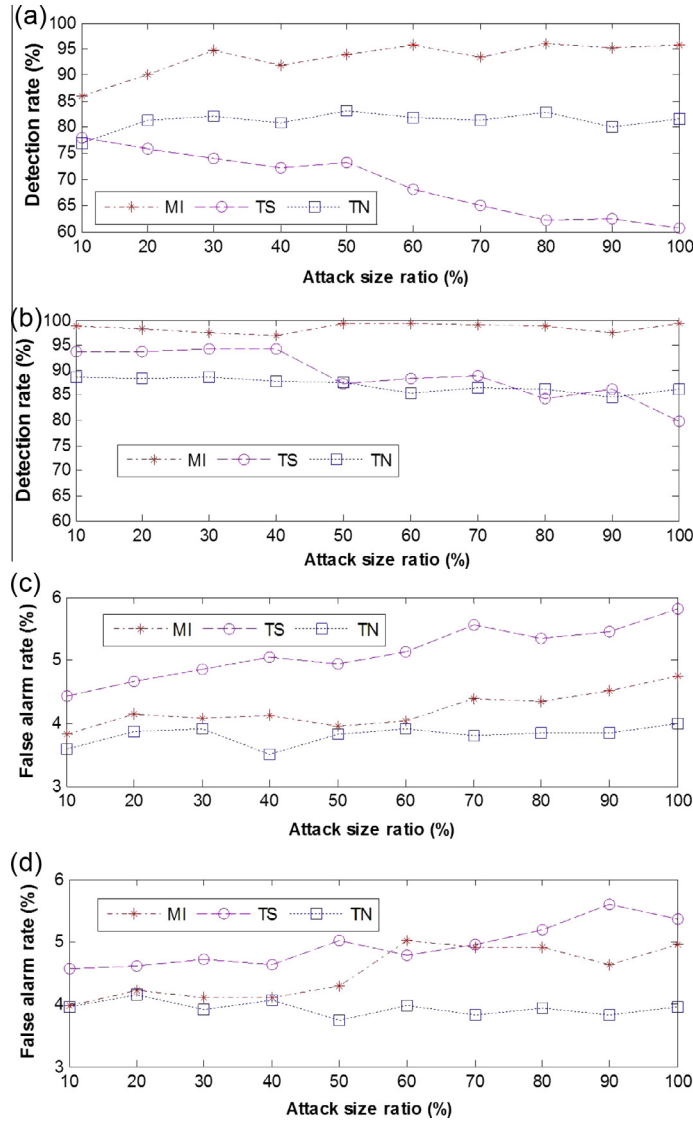 (a)
100
95
90
85
80
75
70
65
60
Detection rate (%)
MI TS TN
10 20 30 40 50 60 70 80 90 100
Attack size ratio (%)
(b)
100
95
90
85
80
75
70
65
60
Detection rate (%)
MI TS TN
10 20 30 40 50 60 70 80 90 100
Attack size ratio (%)
(c)
6
5
4
3
False alarm rate (%)
MI TS TN
10 20 30 40 50 60 70 80 90 100
Attack size ratio (%)
(d)
6
5
4
3
False alarm rate (%)
MI TS TN
10 20 30 40 50 60 70 80 90 100
Attack size ratio (%)